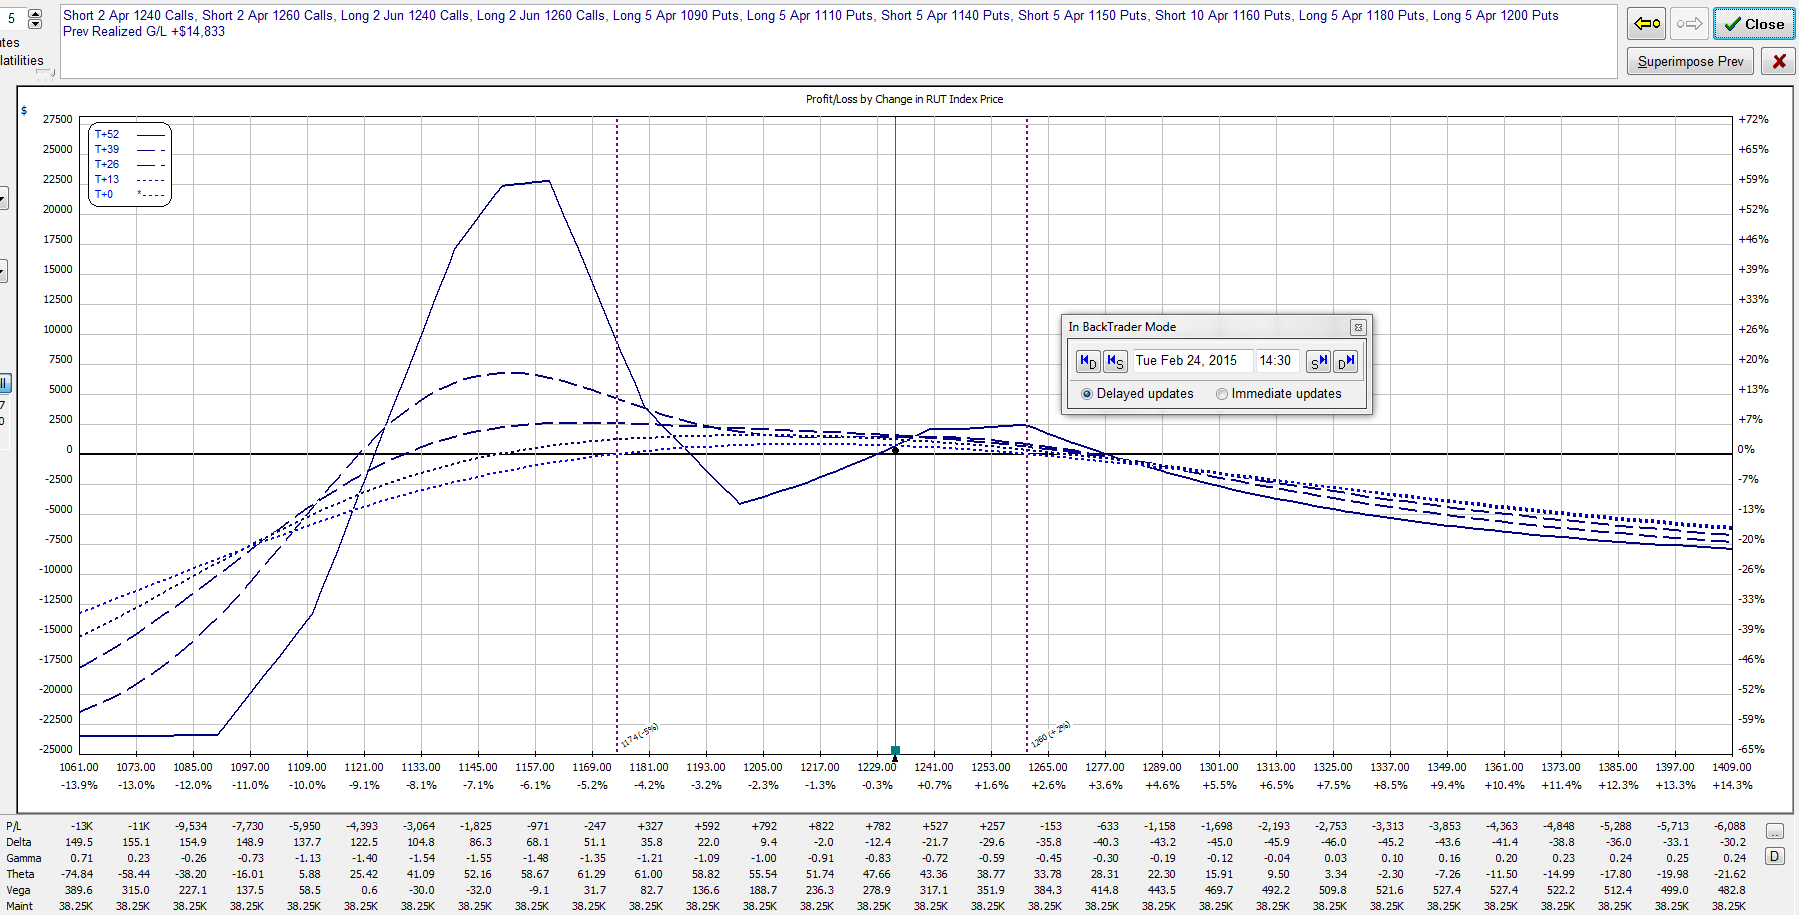 5
Short 2 Apr 1240 Calls, Short 2 Apr 1260 Calls, Long 2 Jun 1240 Calls, Long 2 Jun 1260 Calls, Long 5 Apr 1090 Puts, Long 5 Apr 1110 Puts, Short 5 Apr 1140 Puts, Short 5 Apr 1150 Puts, Short 10 Apr 1160 Puts, Long 5 Apr 1180 Puts, Long 5 Apr 1200 Puts
Prev Realized G/L +$14,833
Close
tes
latilities
Superimpose Prev
Profit/Loss by Change in RUT Index Price
$
27500 +72%
T+52
T+39
25000 +65%
T+26
T+13
22500 +59%
T+0 *
20000 +52%
17500 +46%
15000 +39%
12500 +33%
10000 +26%
In BackTrader Mode
D S Tue Feb 24, 2015 14:30 S D
Delayed updates Immediate updates
7500 +20%
5000 +13%
2500 +7%
0 0%
-2500 -7%
-5000 -13%
-7500 -20%
-10000 -26%
-12500 -33%
-15000 -39%
-17500 -46%
-20000 -52%
-22500 -59%
1174 (-5%) 1260 (+2%)
-25000 -65%
1061.00 1073.00 1085.00 1097.00 1109.00 1121.00 1133.00 1145.00 1157.00 1169.00 1181.00 1193.00 1205.00 1217.00 1229.00 1241.00 1253.00 1265.00 1277.00 1289.00 1301.00 1313.00 1325.00 1337.00 1349.00 1361.00 1373.00 1385.00 1397.00 1409.00
-13.9% -13.0% -12.0% -11.0% -10.0% -9.1% -8.1% -7.1% -6.1% -5.2% -4.2% -3.2% -2.3% -1.3% -0.3% +0.7% +1.6% +2.6% +3.6% +4.6% +5.5% +6.5% +7.5% +8.5% +9.4% +10.4% +11.4% +12.3% +13.3% +14.3%
P/L -13K -11K -9,534 -7,730 -5,950 -4,393 -3,064 -1,825 -971 -247 +327 +592 +792 +822 +782 +527 +257 -153 -633 -1,158 -1,698 -2,193 -2,753 -3,313 -3,853 -4,363 -4,848 -5,288 -5,713 -6,088
Delta 149.5 155.1 154.9 148.9 137.7 122.5 104.8 86.3 68.1 51.1 35.8 22.0 9.4 -2.0 -12.4 -21.7 -29.6 -35.8 -40.3 -43.2 -45.0 -45.9 -46.0 -45.2 -43.6 -41.4 -38.8 -36.0 -33.1 -30.2
Gamma 0.71 0.23 -0.26 -0.73 -1.13 -1.40 -1.54 -1.55 -1.48 -1.35 -1.21 -1.09 -1.00 -0.91 -0.83 -0.72 -0.59 -0.45 -0.30 -0.19 -0.12 -0.04 0.03 0.10 0.16 0.20 0.23 0.24 0.25 0.24
D
Theta -74.84 -58.44 -38.20 -16.01 5.88 25.42 41.09 52.16 58.67 61.29 61.00 58.82 55.54 51.74 47.66 43.36 38.77 33.78 28.31 22.30 15.91 9.50 3.34 -2.30 -7.26 -11.50 -14.99 -17.80 -19.98 -21.62
Vega 389.6 315.0 227.1 137.5 58.5 0.6 -30.0 -32.0 -9.1 31.7 82.7 136.6 188.7 236.3 278.9 317.1 351.9 384.3 414.8 443.5 469.7 492.2 509.8 521.6 527.4 527.4 522.2 512.4 499.0 482.8
Maint 38.25K 38.25K 38.25K 38.25K 38.25K 38.25K 38.25K 38.25K 38.25K 38.25K 38.25K 38.25K 38.25K 38.25K 38.25K 38.25K 38.25K 38.25K 38.25K 38.25K 38.25K 38.25K 38.25K 38.25K 38.25K 38.25K 38.25K 38.25K 38.25K 38.25K